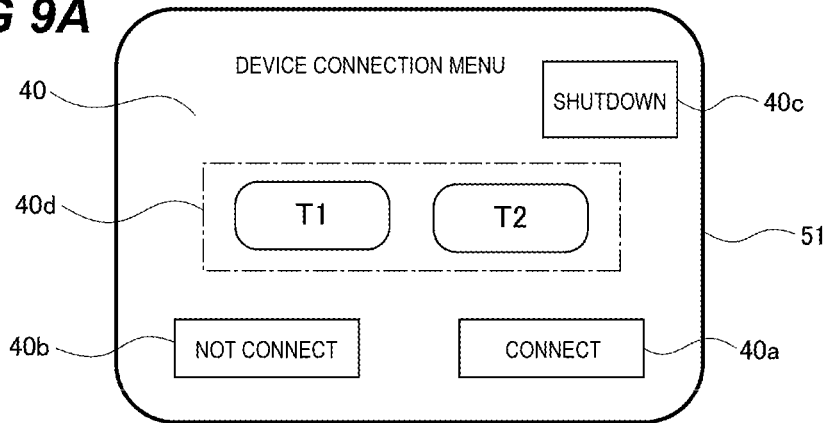 G 9A
DEVICE CONNECTION MENU
40
SHUTDOWN
40c
40d
T1
T2
51
40b
NOT CONNECT
CONNECT
40a